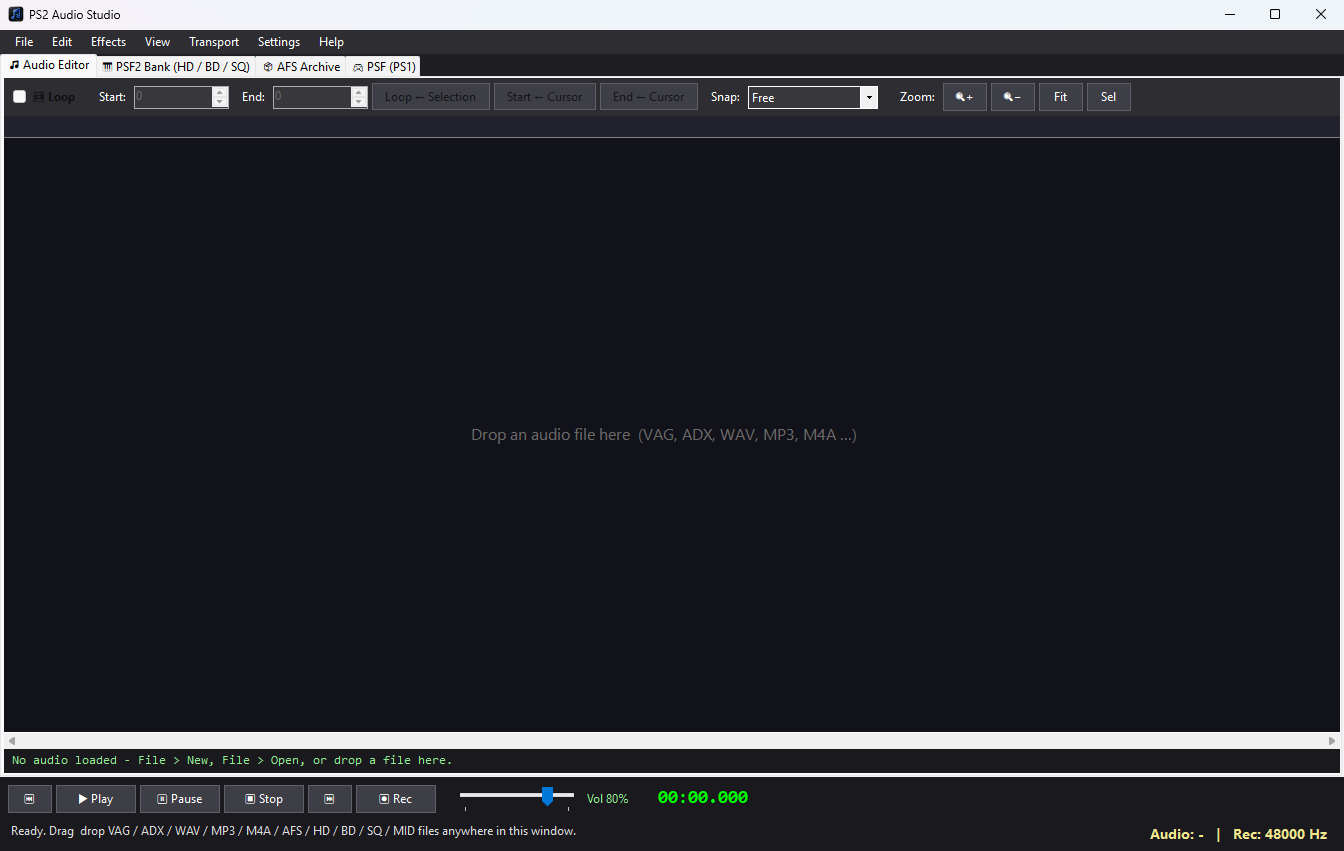 PS2 Audio Studio
File Edit Effects View Transport Settings Help
Audio Editor PSF2 Bank (HD / BD / SQ) AFS Archive PSF (PS1)
Loop Start: 0 End: 0 Loop ← Selection Start ← Cursor End ← Cursor Snap: Free Zoom: + − Fit Sel
Drop an audio file here (VAG, ADX, WAV, MP3, M4A ...)
No audio loaded - File > New, File > Open, or drop a file here.
Play Pause Stop Rec Vol 80% 00:00.000
Ready. Drag drop VAG / ADX / WAV / MP3 / M4A / AFS / HD / BD / SQ / MID files anywhere in this window.
Audio: - | Rec: 48000 Hz